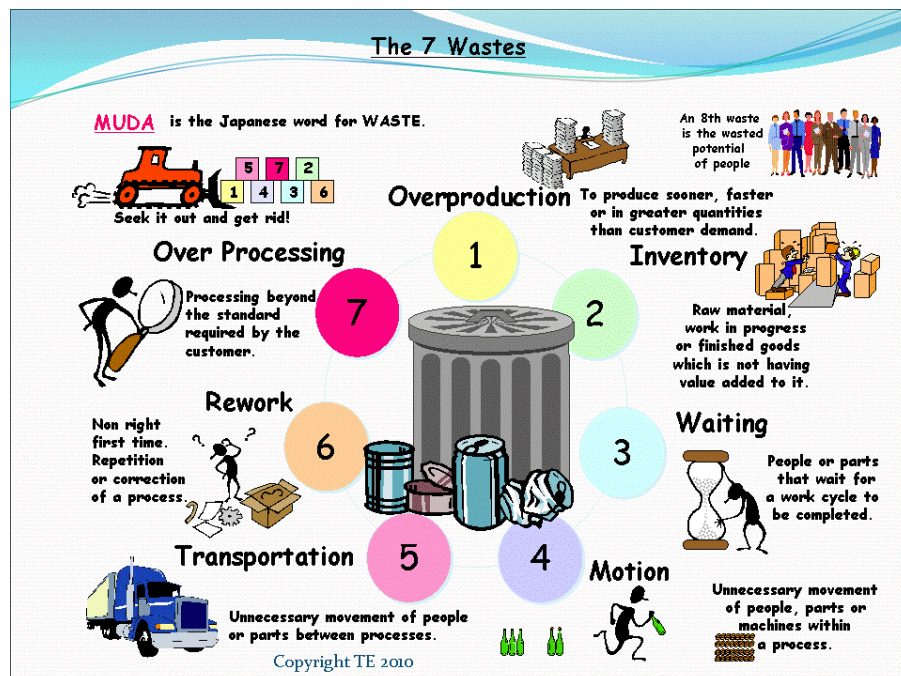 The 7 Wastes
MUDA is the Japanese word for WASTE.
5 7 2
1 4 3 6
Seek it out and get rid!
An 8th waste
is the wasted
potential
of people
Overproduction
To produce sooner, faster
or in greater quantities
than customer demand.
1
Inventory
2
Raw material,
work in progress
or finished goods
which is not having
value added to it.
Waiting
3
People or parts
that wait for
a work cycle to
be completed.
Motion
4
Unnecessary movement
of people, parts or
machines within
a process.
Transportation
5
Unnecessary movement of people
or parts between processes.
Rework
6
Non right
first time.
Repetition
or correction
of a process.
? ?
Over Processing
7
Processing beyond
the standard
required by the
customer.
Copyright TE 2010